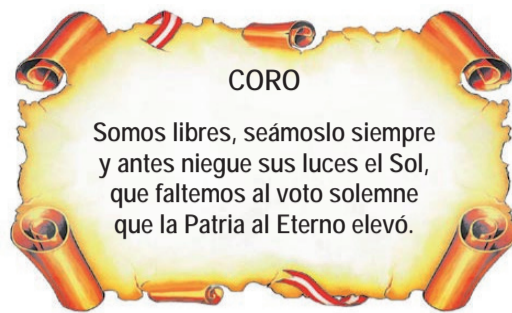 CORO
Somos libres, seámoslo siempre
y antes niegue sus luces el Sol,
que faltemos al voto solemne
que la Patria al Eterno elevó.